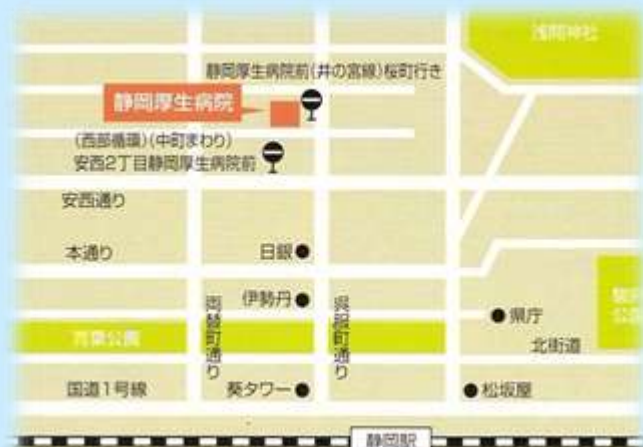 浅間神社
静岡厚生病院前(井の宮線)桜町行き
静岡厚生病院
(西部循環)(中町まわり)
安西2丁目静岡厚生病院前
安西通り
本通り
日銀
伊勢丹
両替町通り
呉服町通り
県庁
北街道
青葉公園
国道1号線
葵タワー
松坂屋
静岡駅